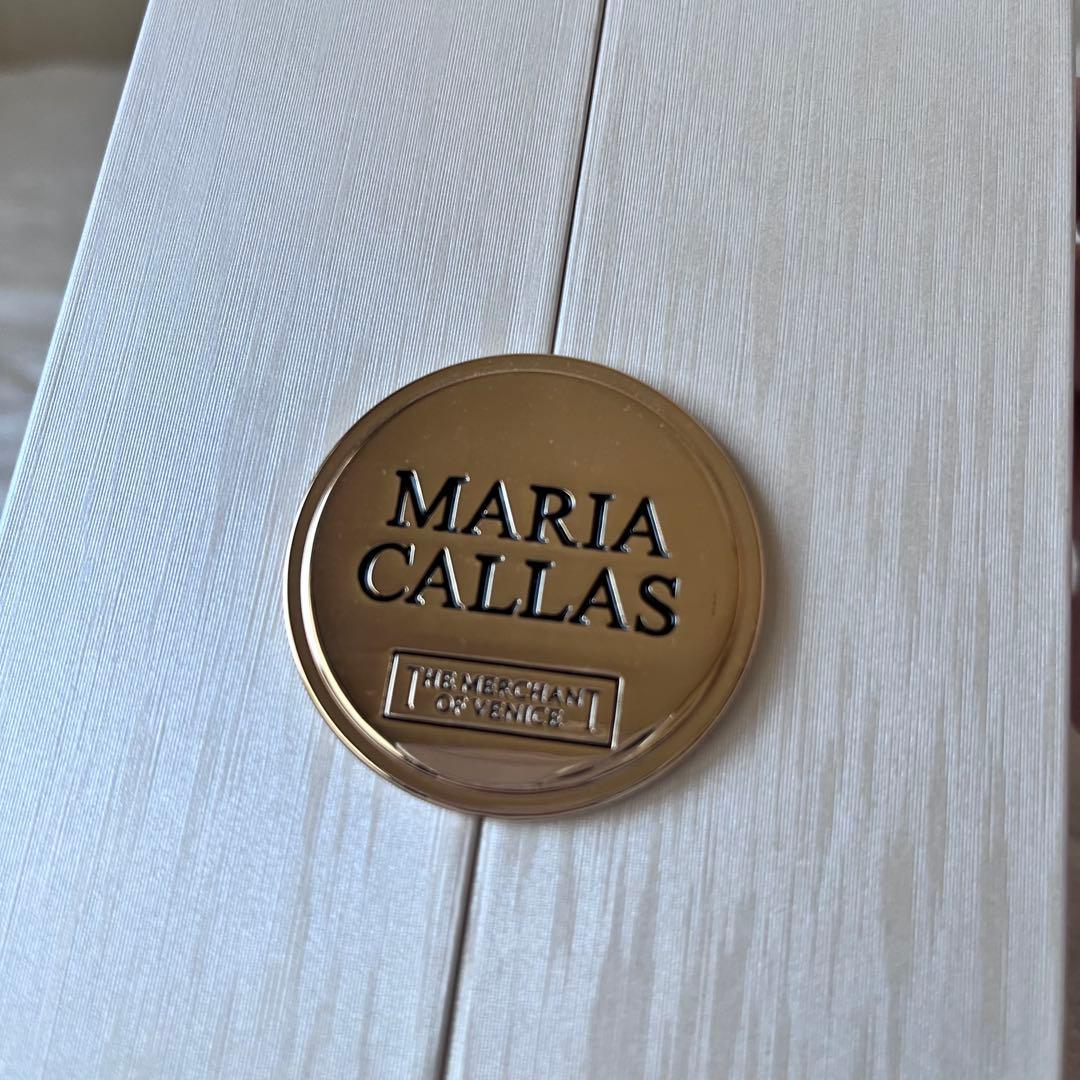 MARIA
CALLAS
THE MERCHANT
OF VENICE